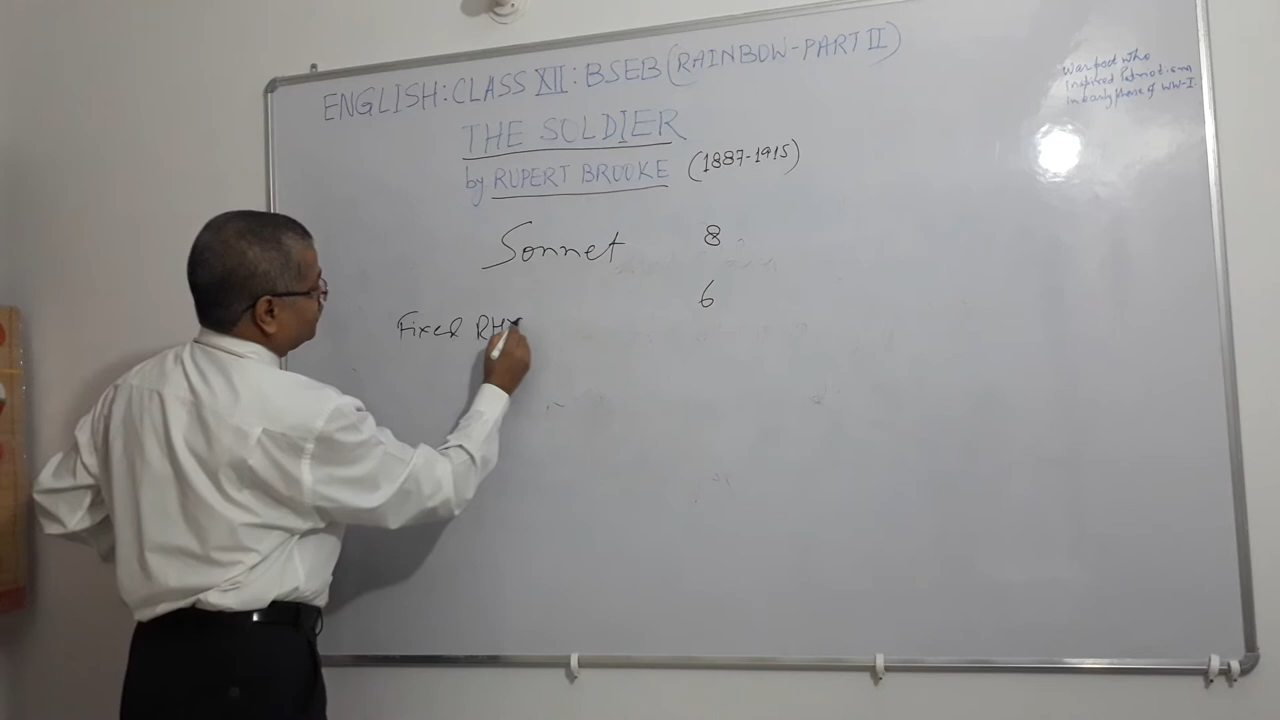 ENGLISH: CLASS XII: BSEB (RAINBOW-PART II)
THE SOLDIER
by RUPERT BROOKE (1887-1915)
War poet who
inspired Patriotism
in early phase of WW-I.
Sonnet 8
6
Fixed RHY